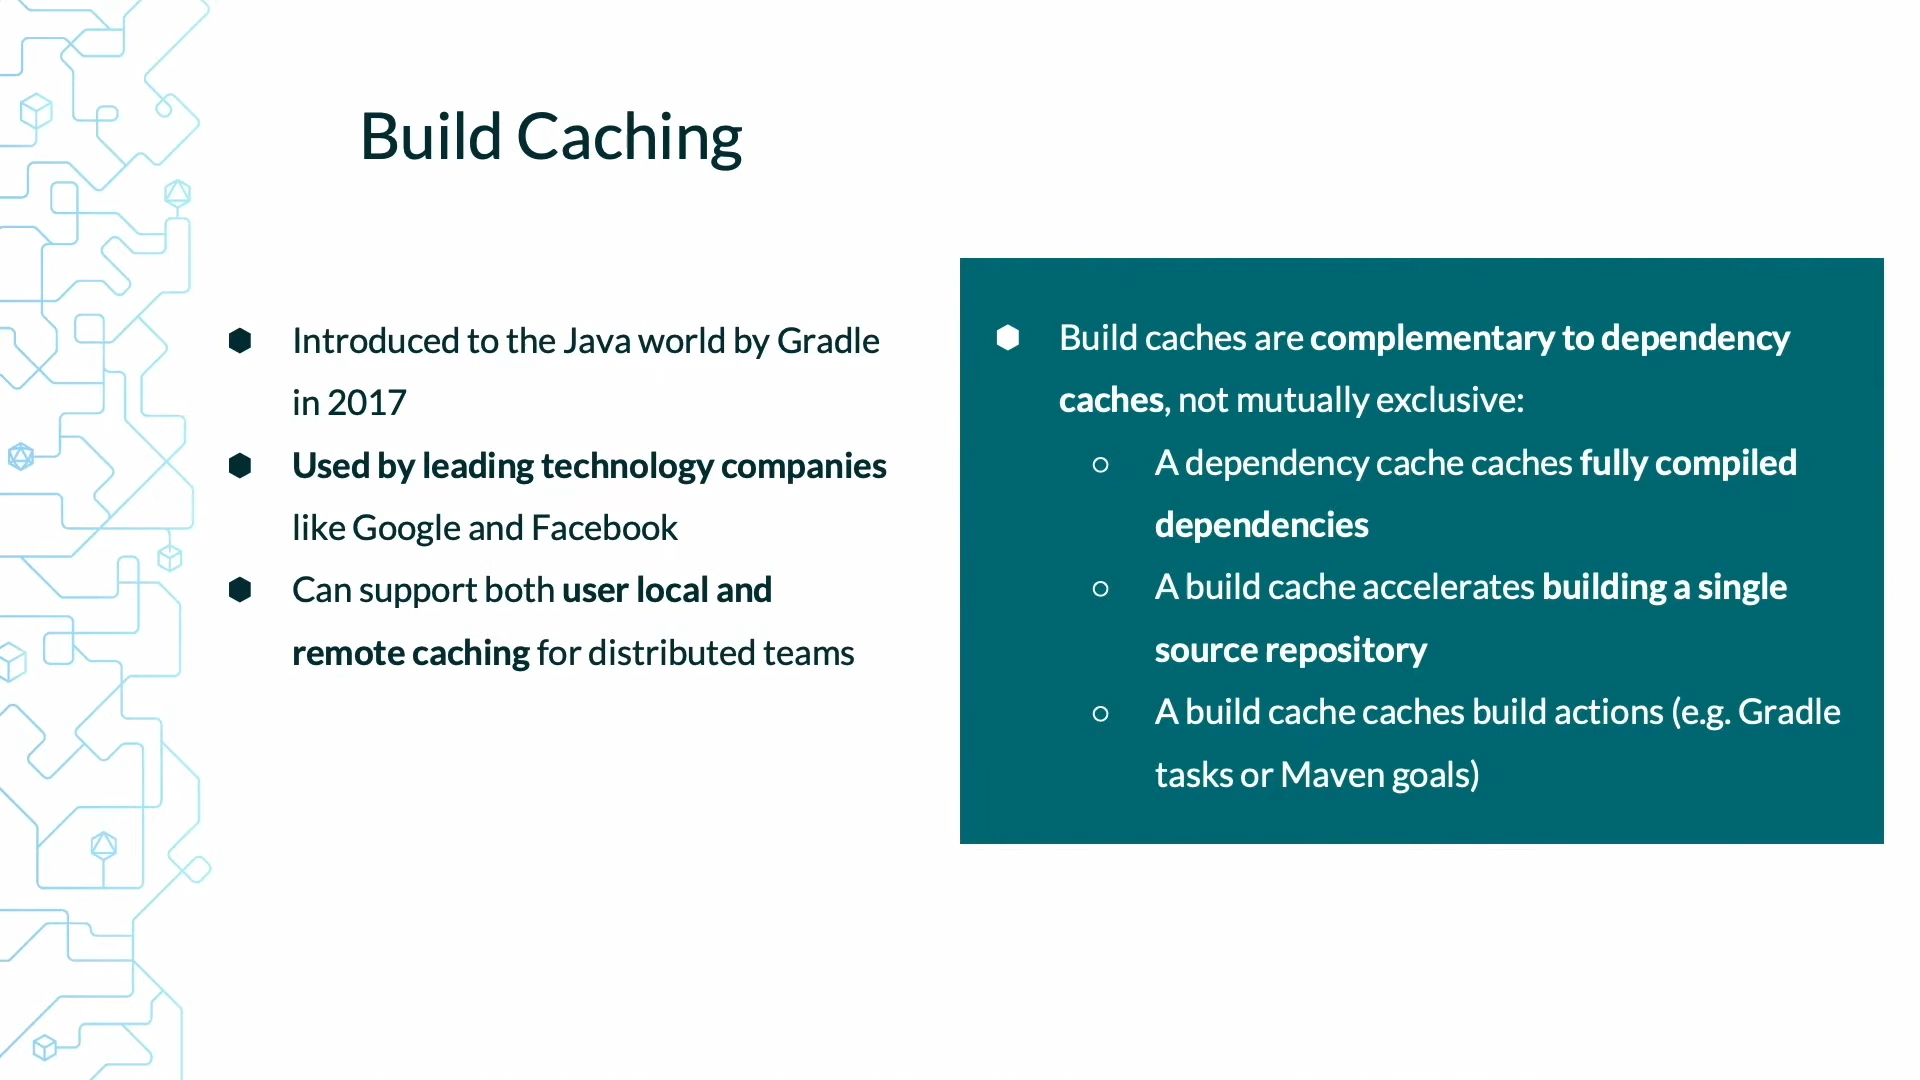 Build Caching
Introduced to the Java world by Gradle
in 2017
Used by leading technology companies
like Google and Facebook
Can support both user local and
remote caching for distributed teams
Build caches are complementary to dependency
caches, not mutually exclusive:
A dependency cache caches fully compiled
dependencies
A build cache accelerates building a single
source repository
A build cache caches build actions (e.g. Gradle
tasks or Maven goals)